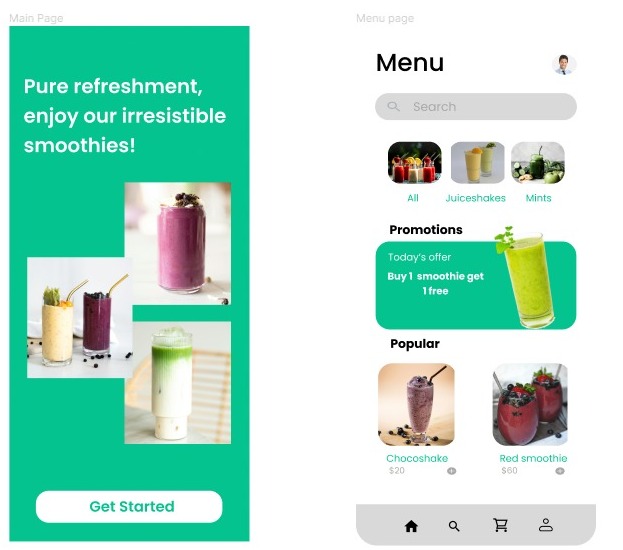 Main Page
Pure refreshment,
enjoy our irresistible
smoothies!
Get Started
Menu page
Menu
Search
All
Juiceshakes
Mints
Promotions
Today's offer
Buy 1 smoothie get
1 free
Popular
Chocoshake
$20
Red smoothie
$60